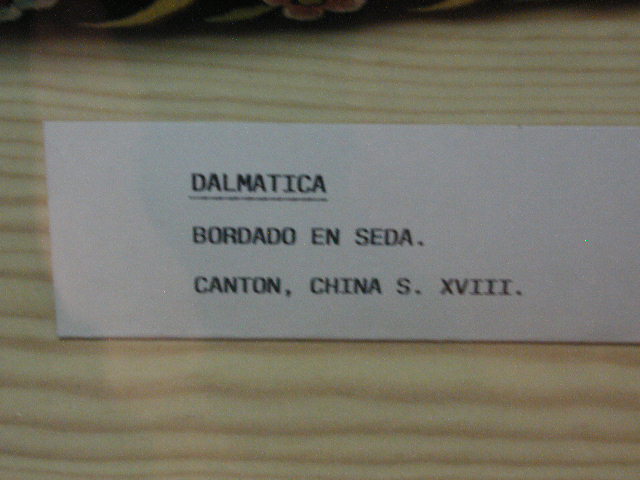 DALMATICA
BORDADO EN SEDA.
CANTON, CHINA S. XVIII.